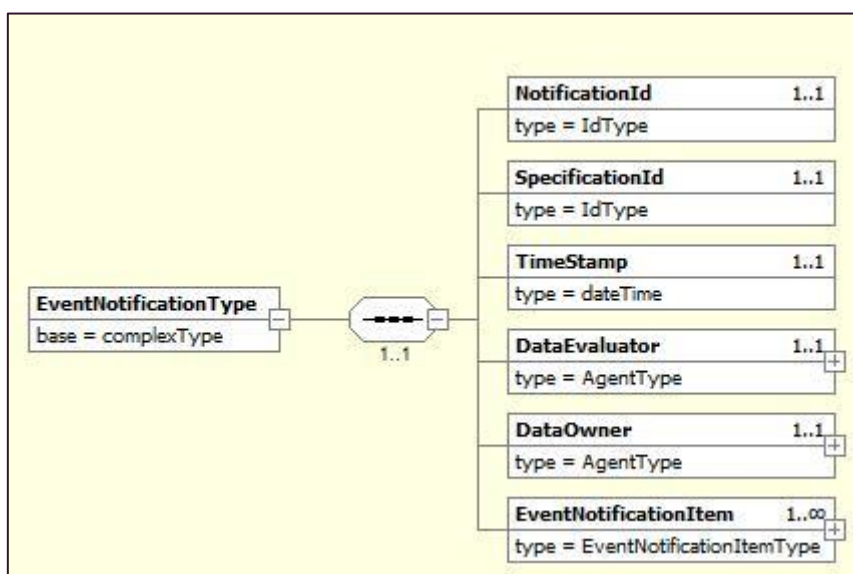 NotificationId 1..1
type = IdType
SpecificationId 1..1
type = IdType
TimeStamp 1..1
type = dateTime
EventNotificationType
base = complexType
1..1
DataEvaluator 1..1
type = AgentType
DataOwner 1..1
type = AgentType
EventNotificationItem 1..∞
type = EventNotificationItemType